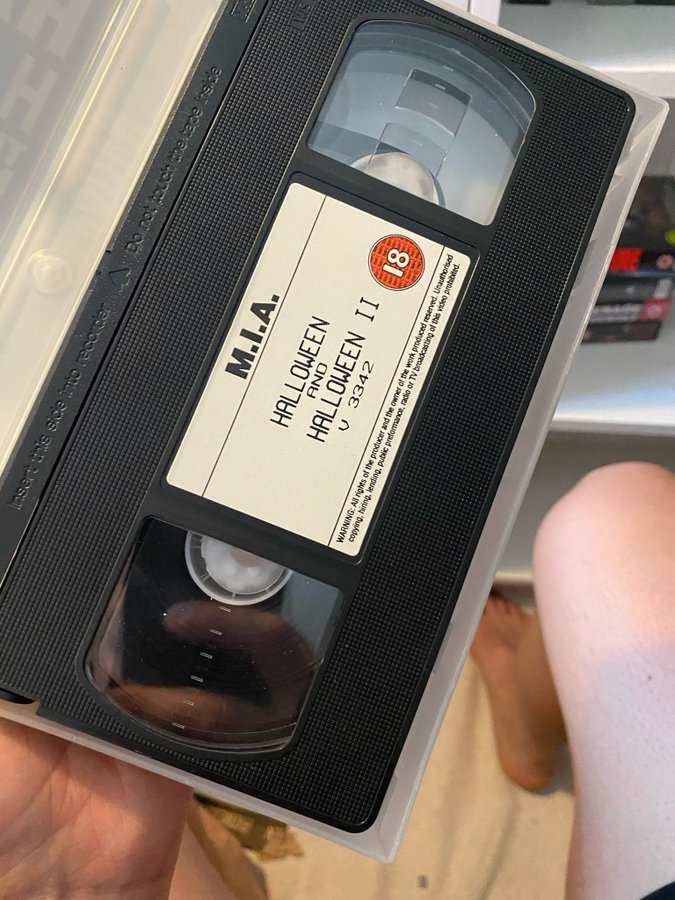 Do not touch the tape inside
Insert this side into recorder
M.I.A.
18
HALLOWEEN
AND
HALLOWEEN II
V 3342
WARNING: All rights of the producer and the owner of the work produced reserved. Unauthorised
copying, hiring, lending, public preformance, radio or TV broadcasting of this video prohibited.